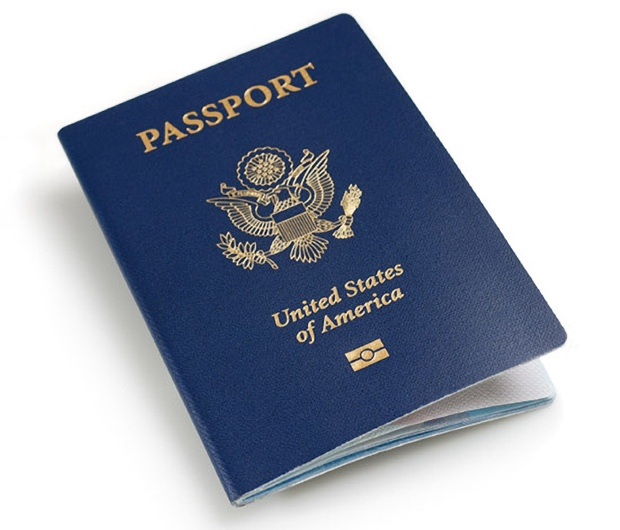 PASSPORT
United States
of America